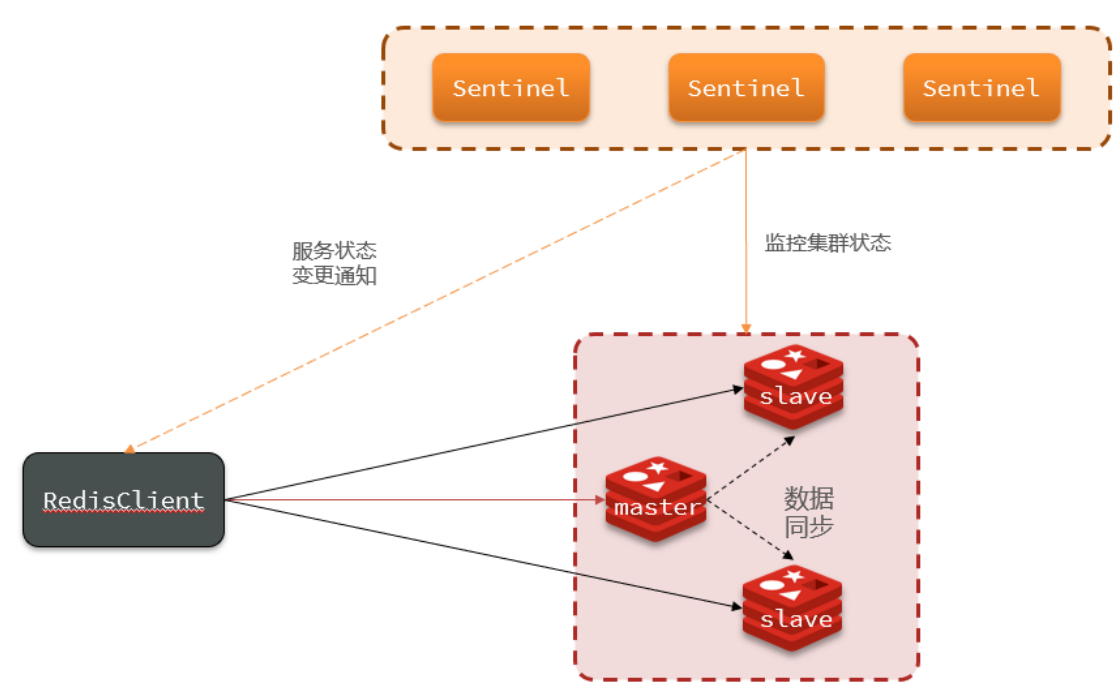 Sentinel
Sentinel
Sentinel
服务状态
变更通知
监控集群状态
slave
RedisClient
master
数据
同步
slave